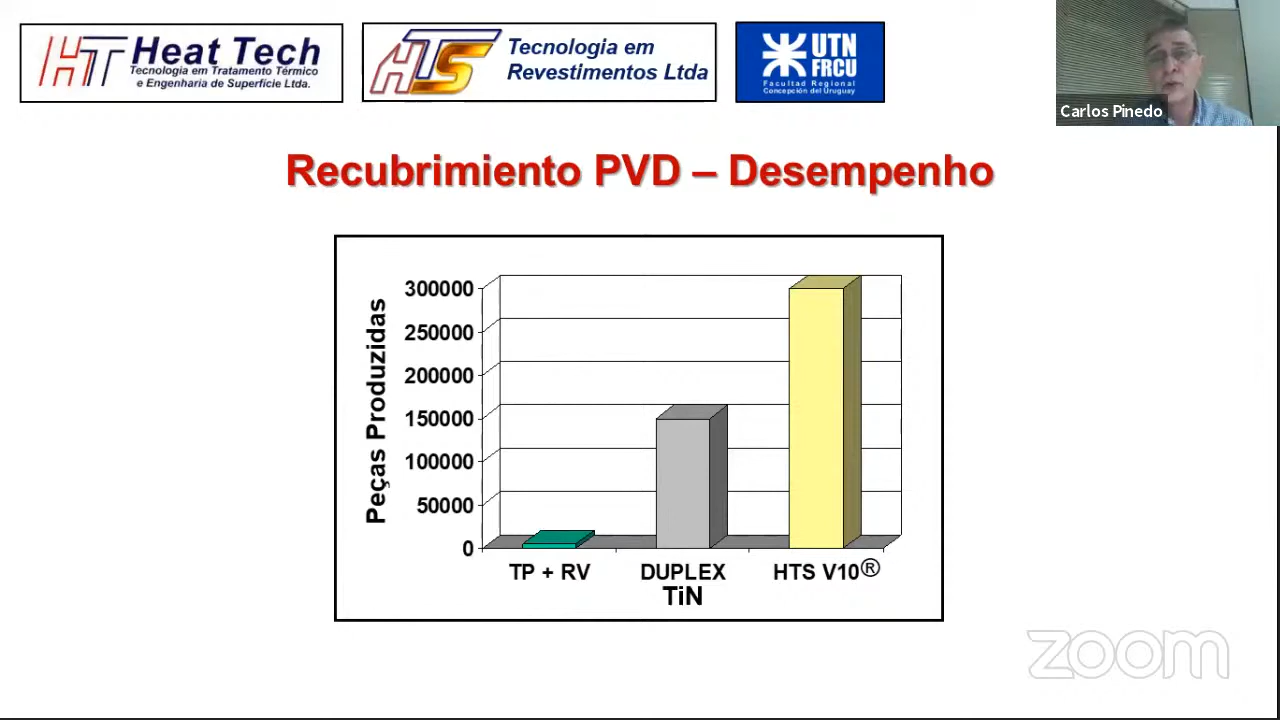 HT Heat Tech
Tecnologia em Tratamento Térmico
e Engenharia de Superfície Ltda.
HTS Tecnologia em
Revestimentos Ltda
UTN
FRCU
Facultad Regional
Concepción del Uruguay
Carlos Pinedo
Recubrimiento PVD – Desempenho
Peças Produzidas
300000
250000
200000
150000
100000
50000
0
TP + RV
DUPLEX
TiN
HTS V10®
zoom